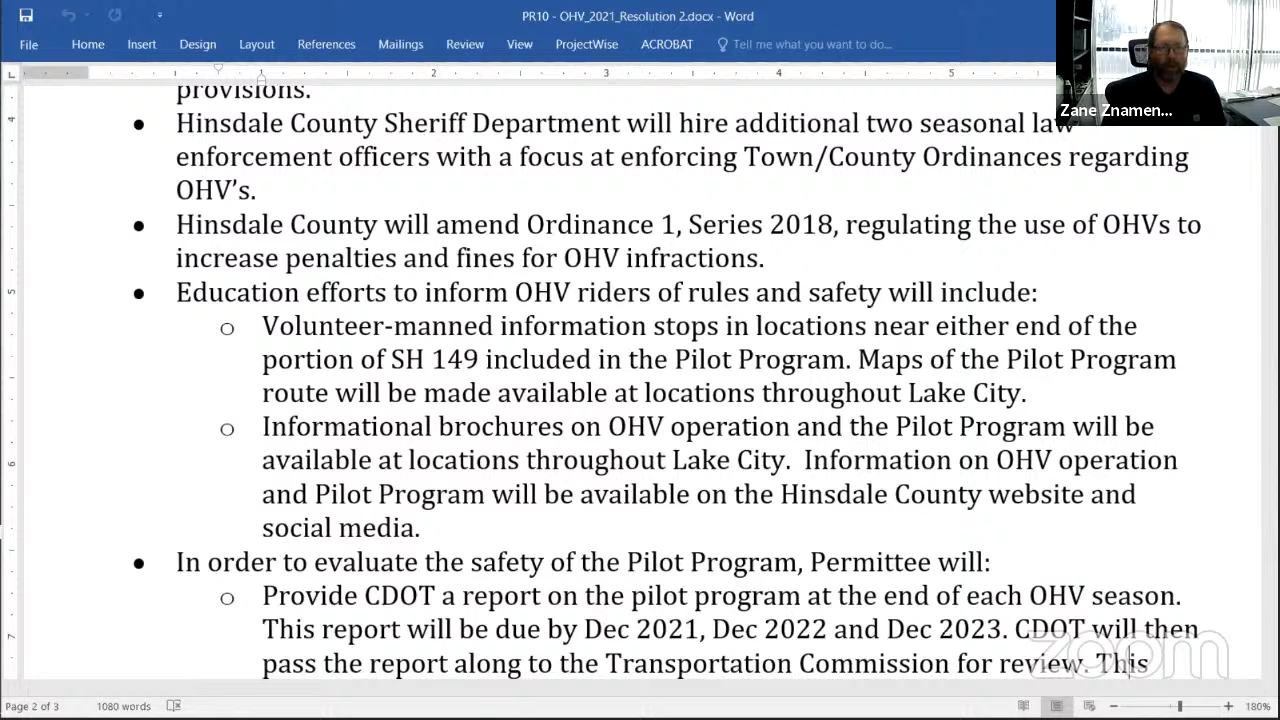 PR10 - OHV_2021_Resolution 2.docx - Word
File Home Insert Design Layout References Mailings Review View ProjectWise ACROBAT Tell me what you want to do...
Zane Znamen...
2 3 4 5
provisions.
• Hinsdale County Sheriff Department will hire additional two seasonal law
enforcement officers with a focus at enforcing Town/County Ordinances regarding
OHV’s.
• Hinsdale County will amend Ordinance 1, Series 2018, regulating the use of OHVs to
increase penalties and fines for OHV infractions.
• Education efforts to inform OHV riders of rules and safety will include:
o Volunteer-manned information stops in locations near either end of the
portion of SH 149 included in the Pilot Program. Maps of the Pilot Program
route will be made available at locations throughout Lake City.
o Informational brochures on OHV operation and the Pilot Program will be
available at locations throughout Lake City.  Information on OHV operation
and Pilot Program will be available on the Hinsdale County website and
social media.
• In order to evaluate the safety of the Pilot Program, Permittee will:
o Provide CDOT a report on the pilot program at the end of each OHV season.
This report will be due by Dec 2021, Dec 2022 and Dec 2023. CDOT will then
pass the report along to the Transportation Commission for review. This
zoom
4
5
6
7
Page 2 of 3 1080 words 180%